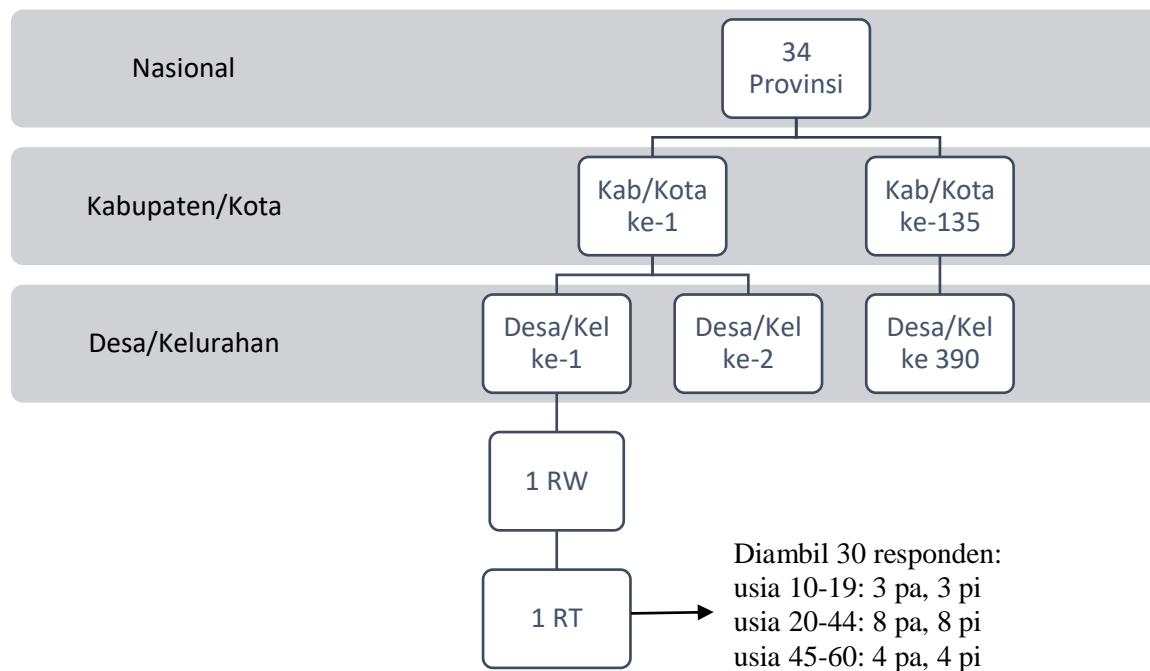 Nasional
34
Provinsi
Kabupaten/Kota
Kab/Kota
ke-1
Kab/Kota
ke-135
Desa/Kelurahan
Desa/Kel
ke-1
Desa/Kel
ke-2
Desa/Kel
ke 390
1 RW
1 RT
Diambil 30 responden:
usia 10-19: 3 pa, 3 pi
usia 20-44: 8 pa, 8 pi
usia 45-60: 4 pa, 4 pi